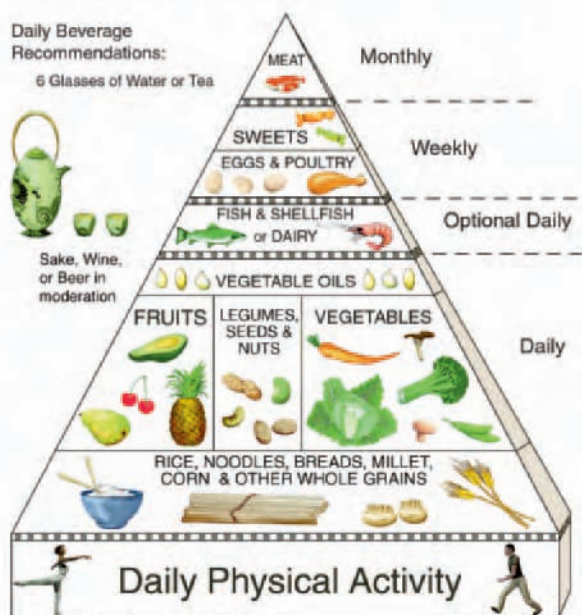 Daily Beverage
Recommendations:
6 Glasses of Water or Tea
Sake, Wine,
or Beer in
moderation
MEAT
Monthly
SWEETS
EGGS & POULTRY
Weekly
FISH & SHELLFISH
or DAIRY
Optional Daily
VEGETABLE OILS
FRUITS
LEGUMES,
SEEDS &
NUTS
VEGETABLES
Daily
RICE, NOODLES, BREADS, MILLET,
CORN & OTHER WHOLE GRAINS
Daily Physical Activity